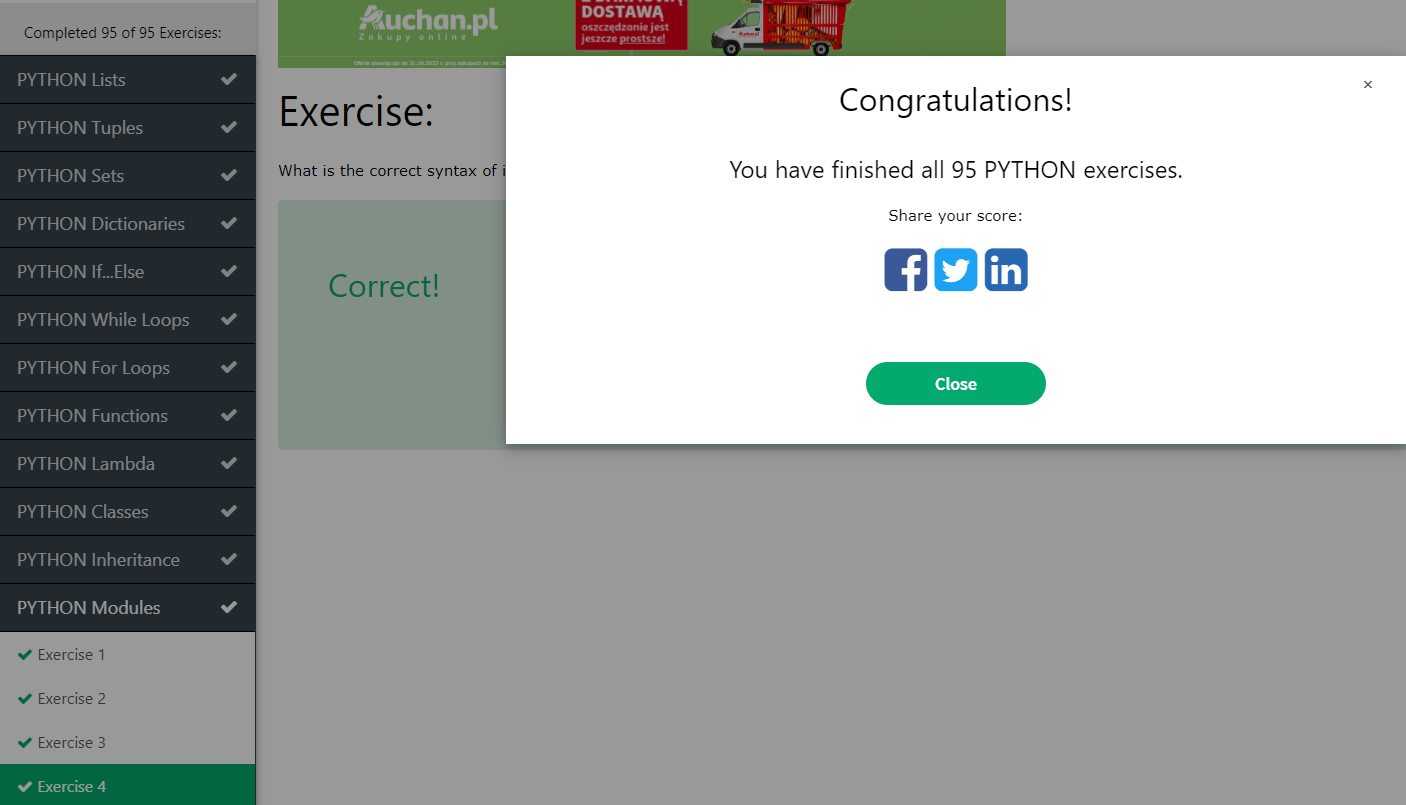 Completed 95 of 95 Exercises:
PYTHON Lists
PYTHON Tuples
PYTHON Sets
PYTHON Dictionaries
PYTHON If...Else
PYTHON While Loops
PYTHON For Loops
PYTHON Functions
PYTHON Lambda
PYTHON Classes
PYTHON Inheritance
PYTHON Modules
Exercise 1
Exercise 2
Exercise 3
Exercise 4
Auchan.pl
Zakupy online
DOSTAWĄ
oszczędzanie jest
jeszcze prostsze!
Exercise:
What is the correct syntax of
Correct!
×
Congratulations!
You have finished all 95 PYTHON exercises.
Share your score:
Close